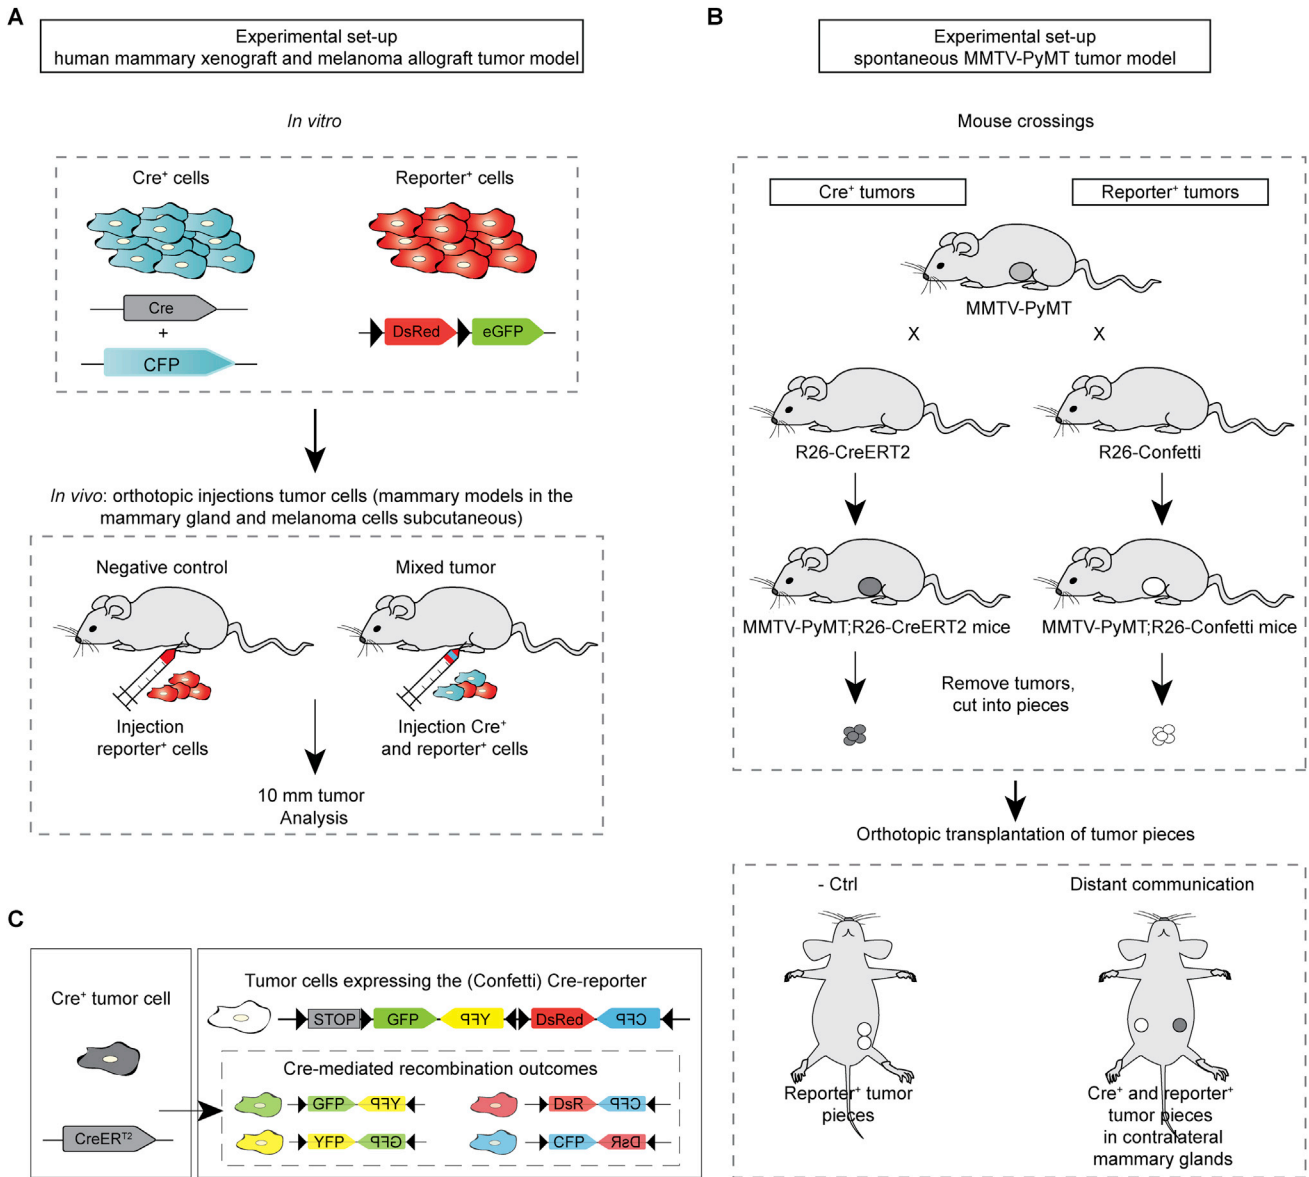 A
Experimental set-up
human mammary xenograft and melanoma allograft tumor model
In vitro
Cre⁺ cells
Reporter⁺ cells
Cre
+
CFP
DsRed
eGFP
In vivo: orthotopic injections tumor cells (mammary models in the
mammary gland and melanoma cells subcutaneous)
Negative control
Mixed tumor
Injection
reporter⁺ cells
Injection Cre⁺
and reporter⁺ cells
10 mm tumor
Analysis
B
Experimental set-up
spontaneous MMTV-PyMT tumor model
Mouse crossings
Cre⁺ tumors
Reporter⁺ tumors
MMTV-PyMT
X
X
R26-CreERT2
R26-Confetti
MMTV-PyMT;R26-CreERT2 mice
MMTV-PyMT;R26-Confetti mice
Remove tumors,
cut into pieces
Orthotopic transplantation of tumor pieces
- Ctrl
Distant communication
Reporter⁺ tumor
pieces
Cre⁺ and reporter⁺
tumor pieces
in contralateral
mammary glands
C
Cre⁺ tumor cell
CreERᵀ²
Tumor cells expressing the (Confetti) Cre-reporter
STOP
GFP
YFP
DsRed
CFP
Cre-mediated recombination outcomes
GFP
YFP
DsR
CFP
YFP
GFP
CFP
DsR